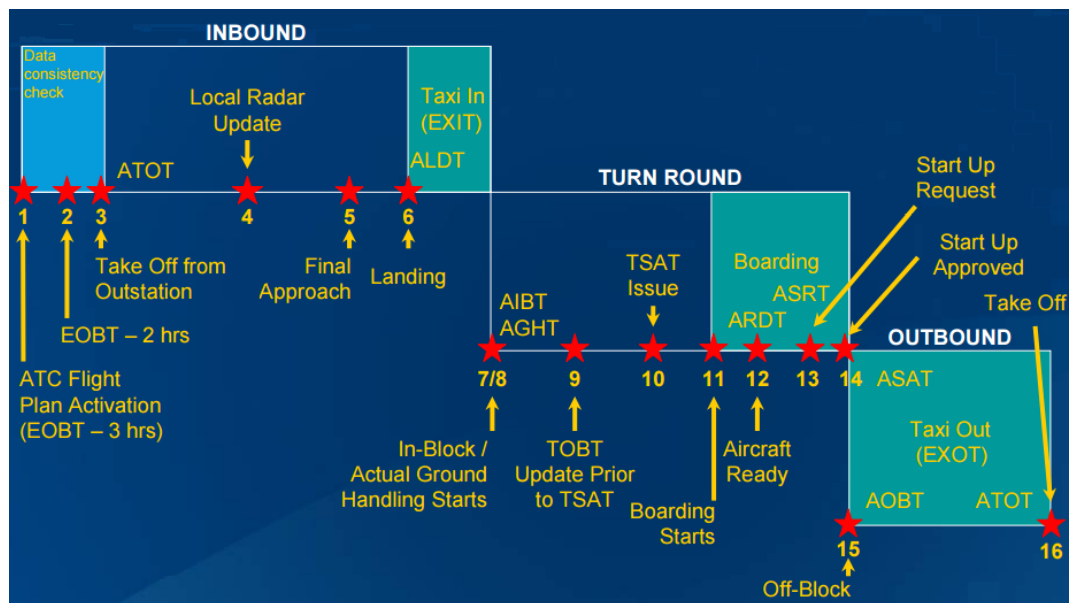 INBOUND
Data
consistency
check
Local Radar
Update
Taxi In
(EXIT)
ATOT
ALDT
1
2
3
4
5
6
Take Off from
Outstation
Final
Approach
Landing
EOBT – 2 hrs
ATC Flight
Plan Activation
(EOBT – 3 hrs)
TURN ROUND
Start Up
Request
Start Up
Approved
TSAT
Issue
Boarding
ASRT
AIBT
AGHT
ARDT
Take Off
7/8
9
10
11
12
13
14
In-Block /
Actual Ground
Handling Starts
TOBT
Update Prior
to TSAT
Boarding
Starts
Aircraft
Ready
OUTBOUND
ASAT
Taxi Out
(EXOT)
AOBT
ATOT
15
16
Off-Block